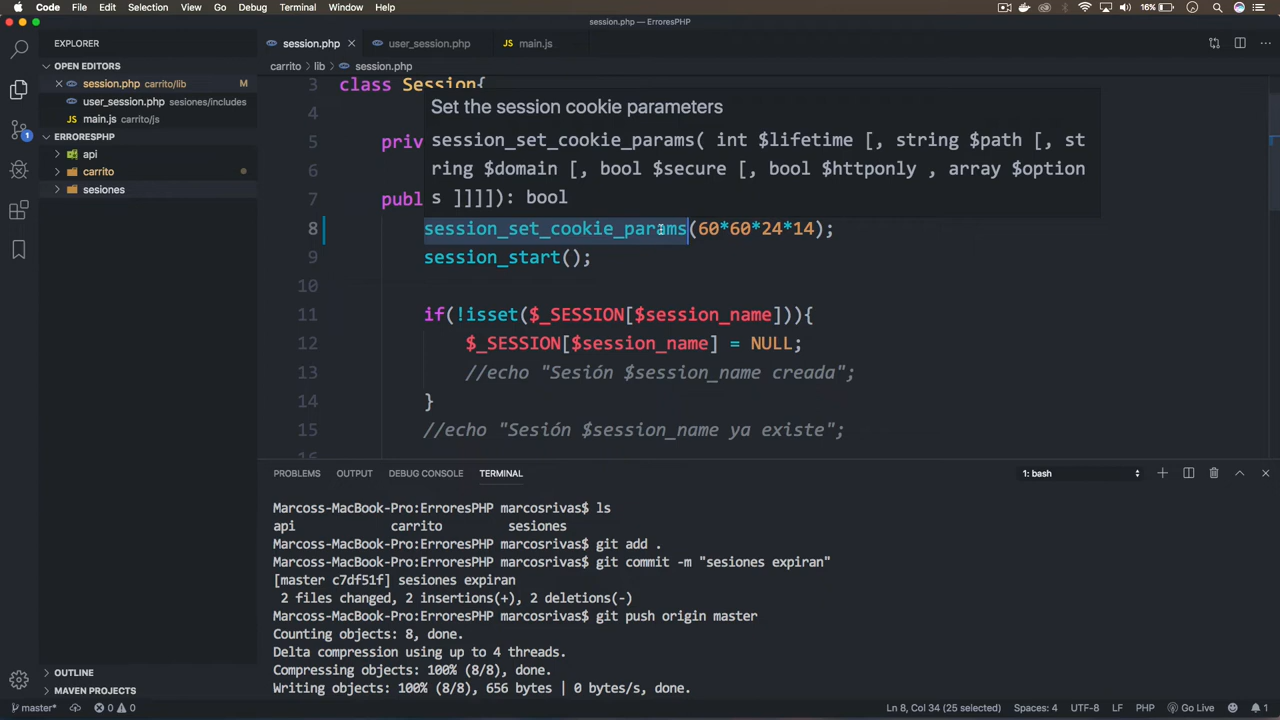 Code File Edit Selection View Go Debug Terminal Window Help
16%
session.php — ErroresPHP
EXPLORER
OPEN EDITORS
session.php carrito/lib M
user_session.php sesiones/includes
main.js carrito/js
ERRORESPHP
api
carrito
sesiones
OUTLINE
MAVEN PROJECTS
session.php
user_session.php
JS main.js
carrito › lib › session.php
3 class Session{
4
Set the session cookie parameters
session_set_cookie_params( int $lifetime [, string $path [, st
ring $domain [, bool $secure [, bool $httponly , array $option
s ]]]]): bool
5 priv
6
7 publ
8 session_set_cookie_params(60*60*24*14);
9 session_start();
10
11 if(!isset($_SESSION[$session_name])){
12 $_SESSION[$session_name] = NULL;
13 //echo "Sesión $session_name creada";
14 }
15 //echo "Sesión $session_name ya existe";
PROBLEMS OUTPUT DEBUG CONSOLE TERMINAL 1: bash
Marcoss-MacBook-Pro:ErroresPHP marcosrivas$ ls
api carrito sesiones
Marcoss-MacBook-Pro:ErroresPHP marcosrivas$ git add .
Marcoss-MacBook-Pro:ErroresPHP marcosrivas$ git commit -m "sesiones expiran"
[master c7df51f] sesiones expiran
2 files changed, 2 insertions(+), 2 deletions(-)
Marcoss-MacBook-Pro:ErroresPHP marcosrivas$ git push origin master
Counting objects: 8, done.
Delta compression using up to 4 threads.
Compressing objects: 100% (8/8), done.
Writing objects: 100% (8/8), 656 bytes | 0 bytes/s, done.
master* 0 0 Ln 8, Col 34 (25 selected) Spaces: 4 UTF-8 LF PHP Go Live 1